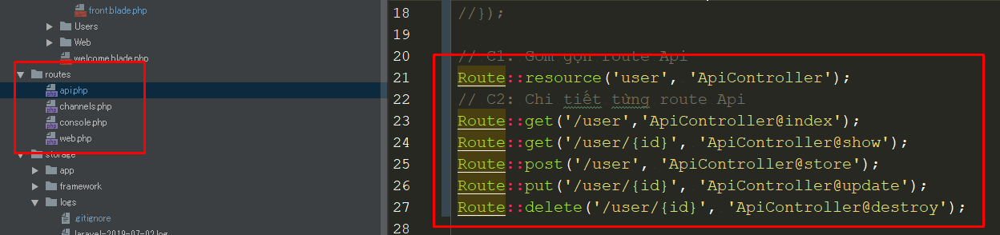 front.blade.php
Users
Web
welcome.blade.php
routes
api.php
channels.php
console.php
web.php
storage
app
framework
logs
.gitignore
laravel-2019-07-02.log
18 //});
19
20 // C1: Gom gọn route Api
21 Route::resource('user', 'ApiController');
22 // C2: Chi tiết từng route Api
23 Route::get('/user','ApiController@index');
24 Route::get('/user/{id}', 'ApiController@show');
25 Route::post('/user', 'ApiController@store');
26 Route::put('/user/{id}', 'ApiController@update');
27 Route::delete('/user/{id}', 'ApiController@destroy');
28